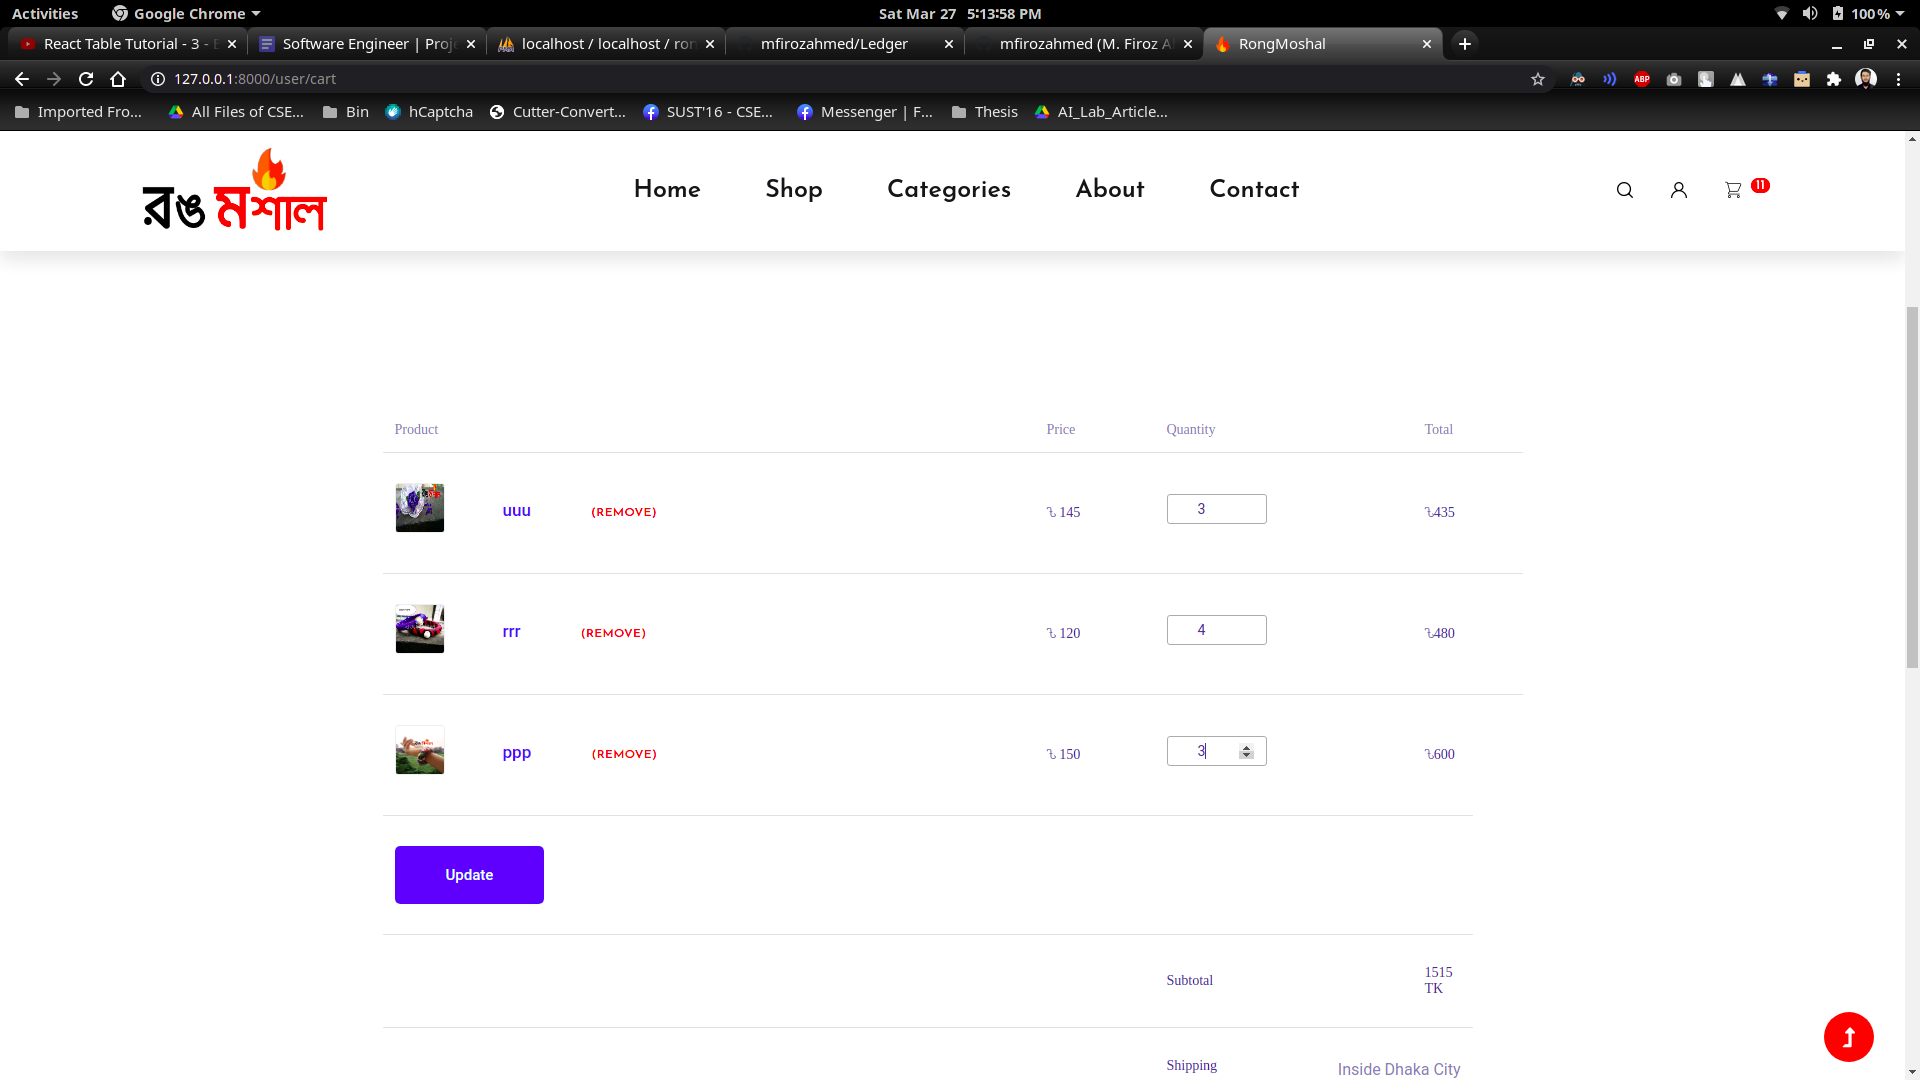 Activities Google Chrome Sat Mar 27 5:13:58 PM 100 %
React Table Tutorial - 3 - Software Engineer | Proj localhost / localhost / ron mfirozahmed/Ledger mfirozahmed (M. Firoz A RongMoshal
127.0.0.1:8000/user/cart ABP
Imported Fro... All Files of CSE... Bin hCaptcha Cutter-Convert... SUST'16 - CSE... Messenger | F... Thesis AI_Lab_Article...
রঙ মশাল Home Shop Categories About Contact 11
Product Price Quantity Total
uuu (REMOVE) ৳ 145 3 ৳435
rrr (REMOVE) ৳ 120 4 ৳480
ppp (REMOVE) ৳ 150 3 ৳600
Update
Subtotal 1515
TK
Shipping Inside Dhaka City